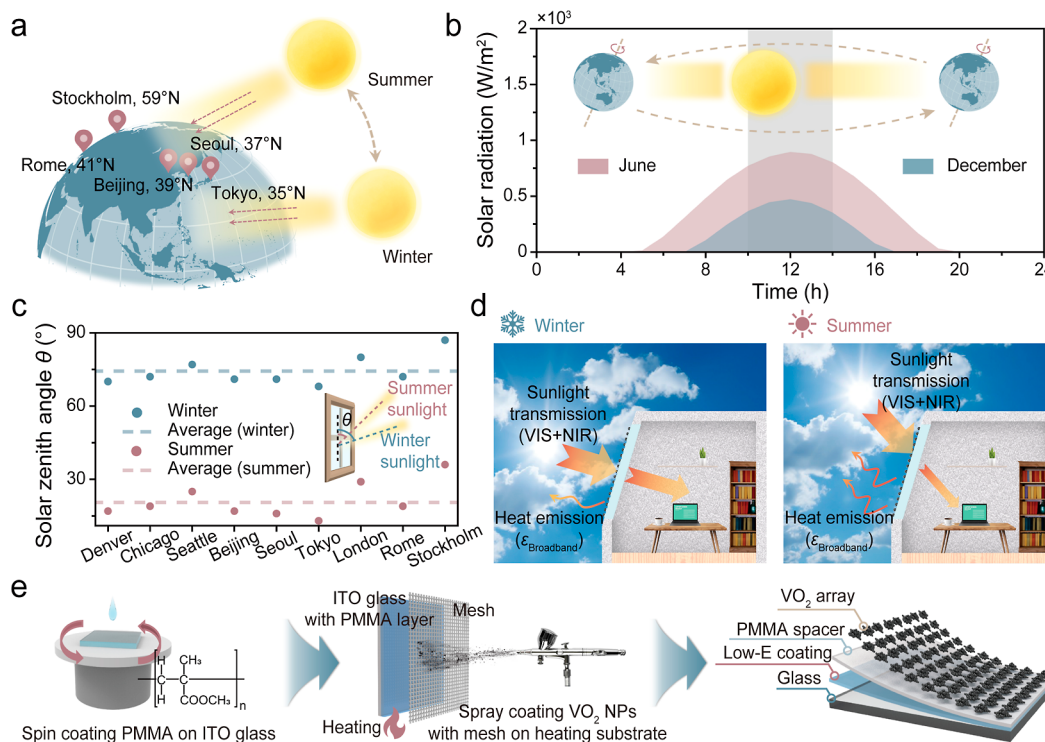 a
Summer
Stockholm, 59°N
Seoul, 37°N
Rome, 41°N
Beijing, 39°N
Tokyo, 35°N
Winter
b
×10³
Solar radiation (W/m²)
2
1.5
1
0.5
0
June
December
0 4 8 12 16 20 24
Time (h)
c
Solar zenith angle θ (°)
90
60
30
Winter
Average (winter)
Summer
Average (summer)
θ
Summer
sunlight
Winter
sunlight
Denver
Chicago
Seattle
Beijing
Seoul
Tokyo
London
Rome
Stockholm
d
Winter
Sunlight
transmission
(VIS+NIR)
Heat emission
(εBroadband)
Summer
Sunlight
transmission
(VIS+NIR)
Heat emission
(εBroadband)
e
H CH₃
C C
H COOCH₃
n
Spin coating PMMA on ITO glass
ITO glass
with PMMA layer
Mesh
Heating
Spray coating VO₂ NPs
with mesh on heating substrate
VO₂ array
PMMA spacer
Low-E coating
Glass